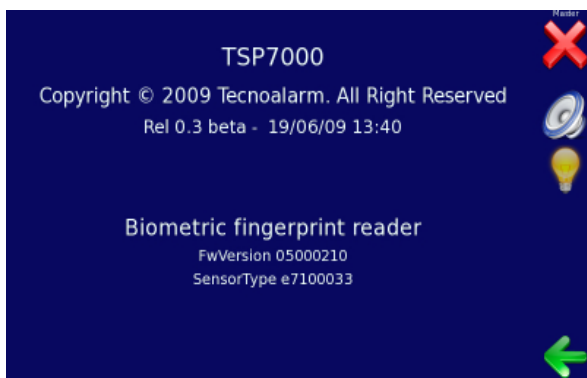 Master
TSP7000
Copyright © 2009 Tecnoalarm. All Right Reserved
Rel 0.3 beta - 19/06/09 13:40
Biometric fingerprint reader
FwVersion 05000210
SensorType e7100033